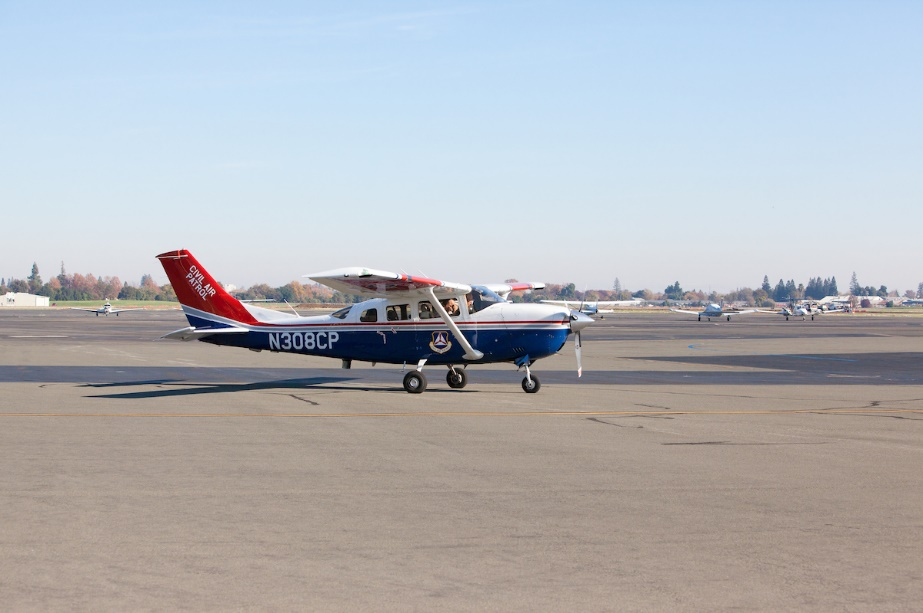 CIVIL AIR
PATROL
N308CP